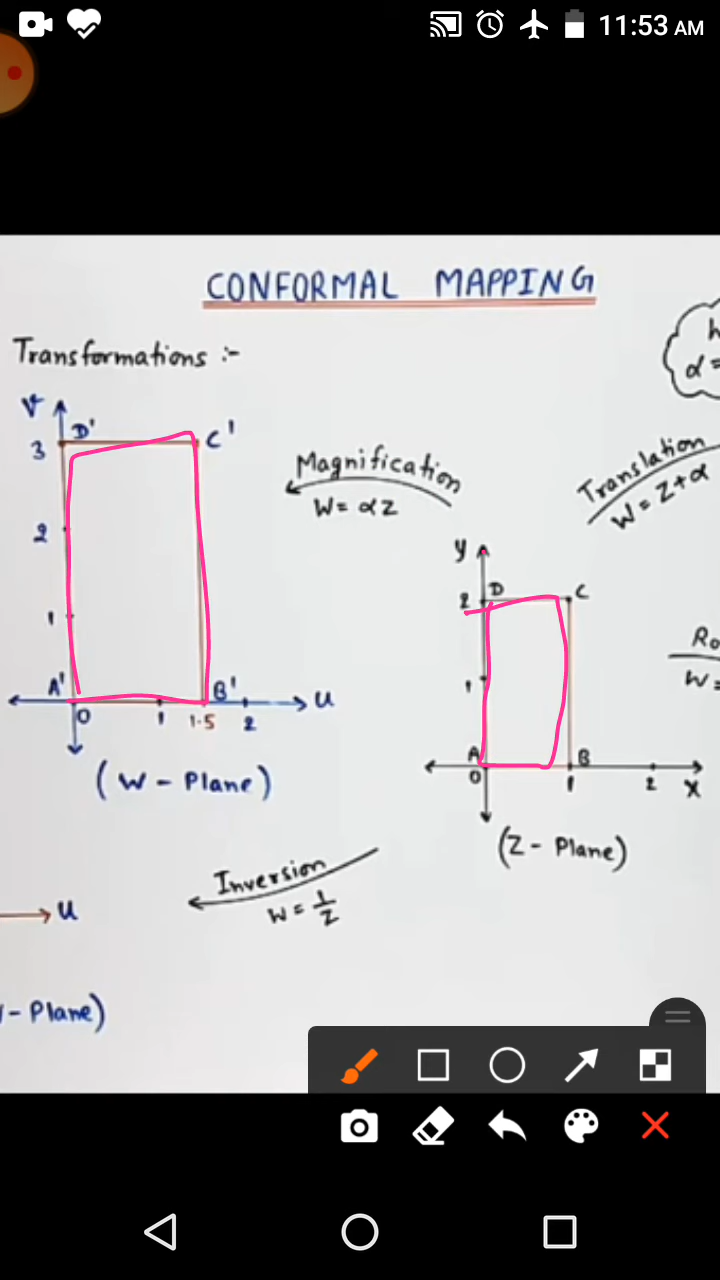 11:53 AM
CONFORMAL MAPPING
Transformations :-
V
D'
C'
3
2
1
A'
B'
0
1
1.5
2
U
(W - Plane)
Magnification
W = αZ
Translation
W = Z + α
h
α =
Y
D
C
2
1
A
B
0
1
2
X
(Z - Plane)
Ro
W =
Inversion
W = 1/Z
U
- Plane)